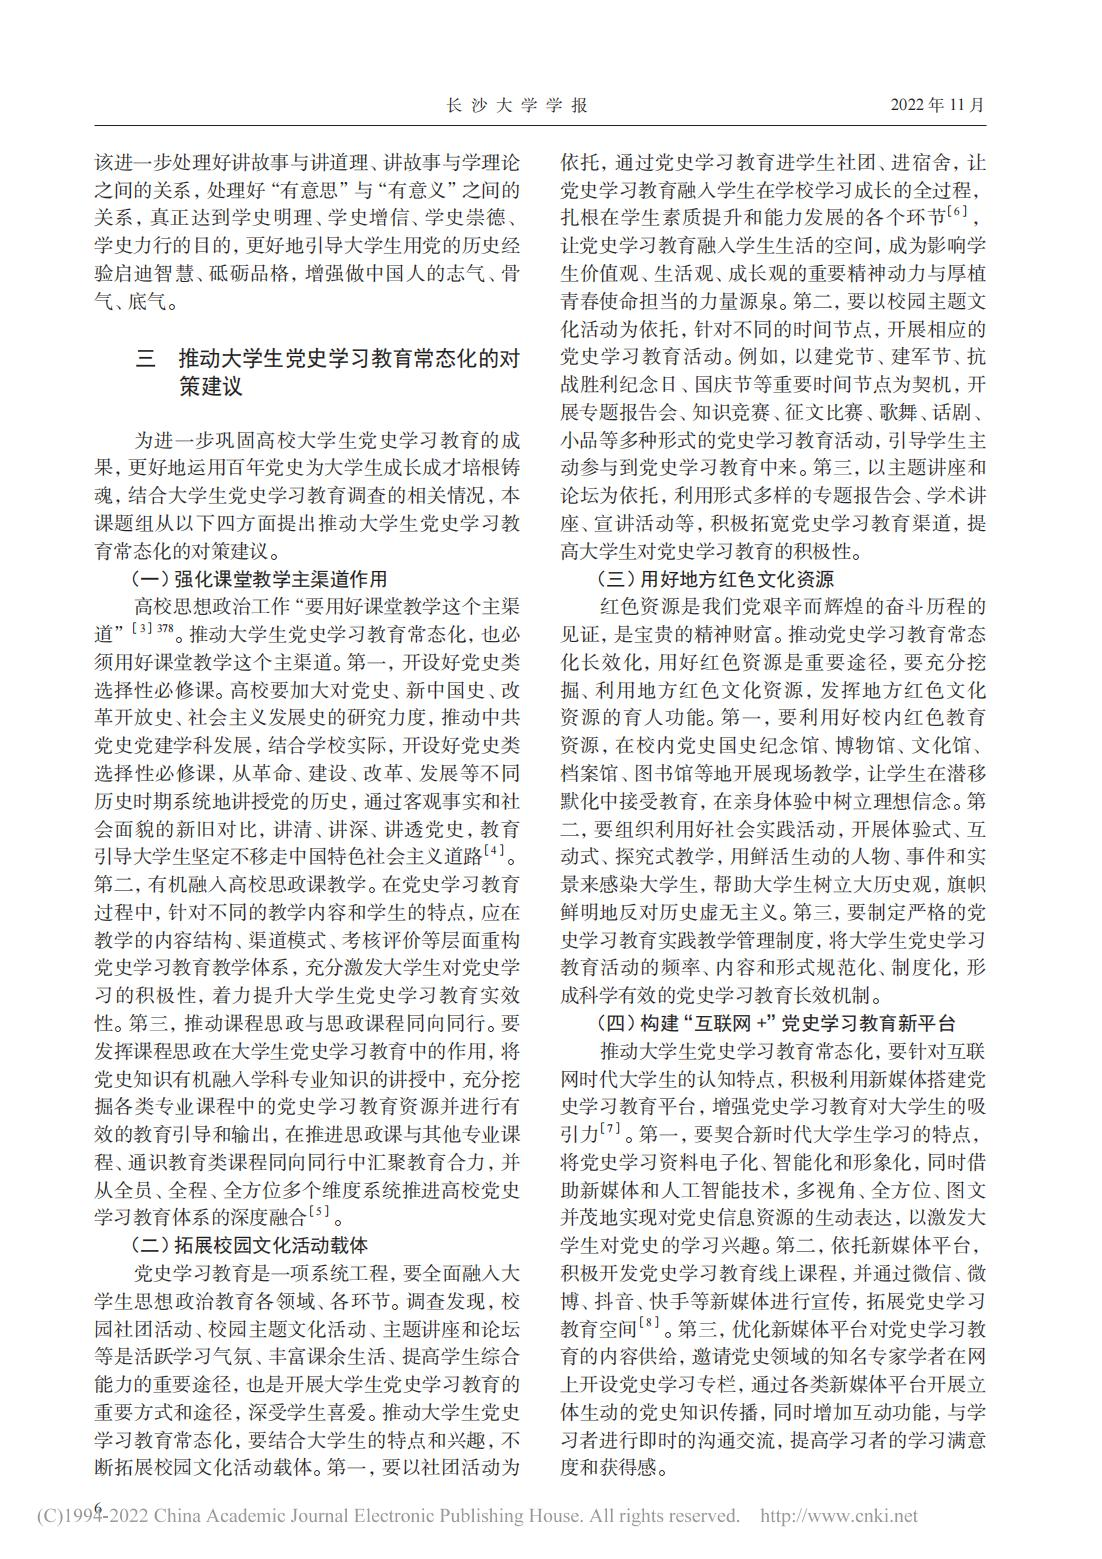 长沙大学学报
2022年11月
该进一步处理好讲故事与讲道理、讲故事与学理论
之间的关系，处理好“有意思”与“有意义”之间的
关系，真正达到学史明理、学史增信、学史崇德、
学史力行的目的，更好地引导大学生用党的历史经
验启迪智慧、砥砺品格，增强做中国人的志气、骨
气、底气。
三　推动大学生党史学习教育常态化的对
策建议
为进一步巩固高校大学生党史学习教育的成
果，更好地运用百年党史为大学生成长成才培根铸
魂，结合大学生党史学习教育调查的相关情况，本
课题组从以下四方面提出推动大学生党史学习教
育常态化的对策建议。
（一）强化课堂教学主渠道作用
高校思想政治工作“要用好课堂教学这个主渠
道”[3]378。推动大学生党史学习教育常态化，也必
须用好课堂教学这个主渠道。第一，开设好党史类
选择性必修课。高校要加大对党史、新中国史、改
革开放史、社会主义发展史的研究力度，推动中共
党史党建学科发展，结合学校实际，开设好党史类
选择性必修课，从革命、建设、改革、发展等不同
历史时期系统地讲授党的历史，通过客观事实和社
会面貌的新旧对比，讲清、讲深、讲透党史，教育
引导大学生坚定不移走中国特色社会主义道路[4]。
第二，有机融入高校思政课教学。在党史学习教育
过程中，针对不同的教学内容和学生的特点，应在
教学的内容结构、渠道模式、考核评价等层面重构
党史学习教育教学体系，充分激发大学生对党史学
习的积极性，着力提升大学生党史学习教育实效
性。第三，推动课程思政与思政课程同向同行。要
发挥课程思政在大学生党史学习教育中的作用，将
党史知识有机融入学科专业知识的讲授中，充分挖
掘各类专业课程中的党史学习教育资源并进行有
效的教育引导和输出，在推进思政课与其他专业课
程、通识教育类课程同向同行中汇聚教育合力，并
从全员、全程、全方位多个维度系统推进高校党史
学习教育体系的深度融合[5]。
（二）拓展校园文化活动载体
党史学习教育是一项系统工程，要全面融入大
学生思想政治教育各领域、各环节。调查发现，校
园社团活动、校园主题文化活动、主题讲座和论坛
等是活跃学习气氛、丰富课余生活、提高学生综合
能力的重要途径，也是开展大学生党史学习教育的
重要方式和途径，深受学生喜爱。推动大学生党史
学习教育常态化，要结合大学生的特点和兴趣，不
断拓展校园文化活动载体。第一，要以社团活动为
依托，通过党史学习教育进学生社团、进宿舍，让
党史学习教育融入学生在学校学习成长的全过程，
扎根在学生素质提升和能力发展的各个环节[6]，
让党史学习教育融入学生生活的空间，成为影响学
生价值观、生活观、成长观的重要精神动力与厚植
青春使命担当的力量源泉。第二，要以校园主题文
化活动为依托，针对不同的时间节点，开展相应的
党史学习教育活动。例如，以建党节、建军节、抗
战胜利纪念日、国庆节等重要时间节点为契机，开
展专题报告会、知识竞赛、征文比赛、歌舞、话剧、
小品等多种形式的党史学习教育活动，引导学生主
动参与到党史学习教育中来。第三，以主题讲座和
论坛为依托，利用形式多样的专题报告会、学术讲
座、宣讲活动等，积极拓宽党史学习教育渠道，提
高大学生对党史学习教育的积极性。
（三）用好地方红色文化资源
红色资源是我们党艰辛而辉煌的奋斗历程的
见证，是宝贵的精神财富。推动党史学习教育常态
化长效化，用好红色资源是重要途径，要充分挖
掘、利用地方红色文化资源，发挥地方红色文化
资源的育人功能。第一，要利用好校内红色教育
资源，在校内党史国史纪念馆、博物馆、文化馆、
档案馆、图书馆等地开展现场教学，让学生在潜移
默化中接受教育，在亲身体验中树立理想信念。第
二，要组织利用好社会实践活动，开展体验式、互
动式、探究式教学，用鲜活生动的人物、事件和实
景来感染大学生，帮助大学生树立大历史观，旗帜
鲜明地反对历史虚无主义。第三，要制定严格的党
史学习教育实践教学管理制度，将大学生党史学习
教育活动的频率、内容和形式规范化、制度化，形
成科学有效的党史学习教育长效机制。
（四）构建“互联网+”党史学习教育新平台
推动大学生党史学习教育常态化，要针对互联
网时代大学生的认知特点，积极利用新媒体搭建党
史学习教育平台，增强党史学习教育对大学生的吸
引力[7]。第一，要契合新时代大学生学习的特点，
将党史学习资料电子化、智能化和形象化，同时借
助新媒体和人工智能技术，多视角、全方位、图文
并茂地实现对党史信息资源的生动表达，以激发大
学生对党史的学习兴趣。第二，依托新媒体平台，
积极开发党史学习教育线上课程，并通过微信、微
博、抖音、快手等新媒体进行宣传，拓展党史学习
教育空间[8]。第三，优化新媒体平台对党史学习教
育的内容供给，邀请党史领域的知名专家学者在网
上开设党史学习专栏，通过各类新媒体平台开展立
体生动的党史知识传播，同时增加互动功能，与学
习者进行即时的沟通交流，提高学习者的学习满意
度和获得感。
6
(C)1994-2022 China Academic Journal Electronic Publishing House. All rights reserved. http://www.cnki.net